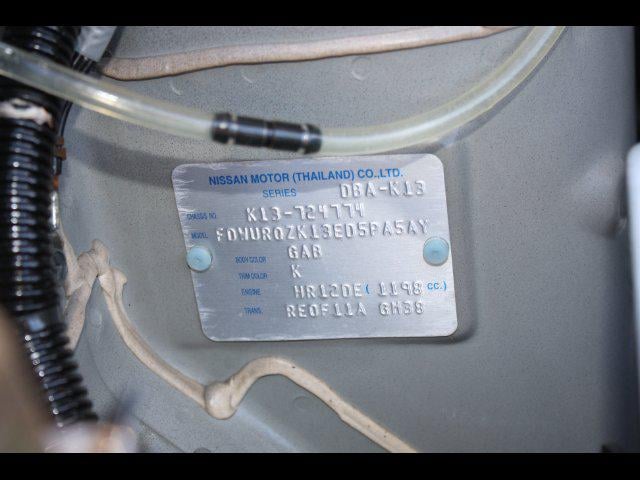 NISSAN MOTOR (THAILAND) CO.,LTD.
SERIES DBA-K13
CHASSIS NO. K13-724774
MODEL FDWUROZK13ED5PA5AY
BODY COLOR GAB
TRIM COLOR K
ENGINE HR12DE ( 1198 CC.)
TRANS. RE0F11A GH38